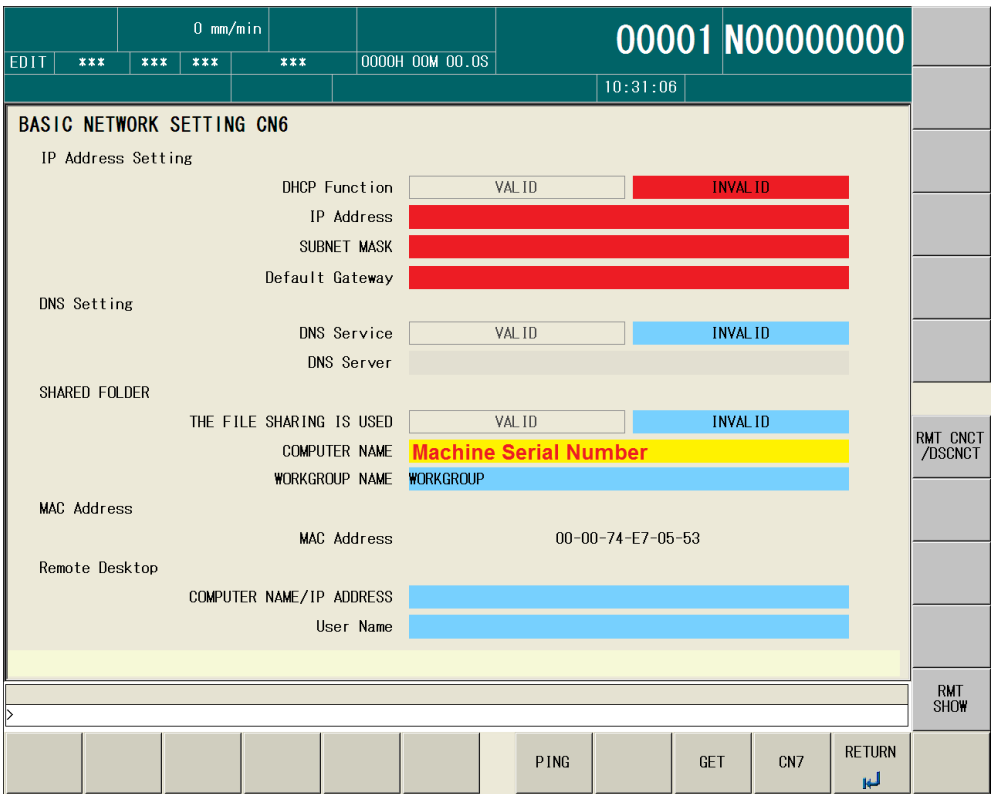 0 mm/min
00001 N00000000
EDIT *** *** *** *** 0000H 00M 00.0S
10:31:06
BASIC NETWORK SETTING CN6
IP Address Setting
DHCP Function VALID INVALID
IP Address
SUBNET MASK
Default Gateway
DNS Setting
DNS Service VALID INVALID
DNS Server
SHARED FOLDER
THE FILE SHARING IS USED VALID INVALID
COMPUTER NAME Machine Serial Number
WORKGROUP NAME WORKGROUP
MAC Address
MAC Address 00-00-74-E7-05-53
Remote Desktop
COMPUTER NAME/IP ADDRESS
User Name
RMT CNCT
/DSCNCT
RMT
SHOW
>
PING GET CN7 RETURN